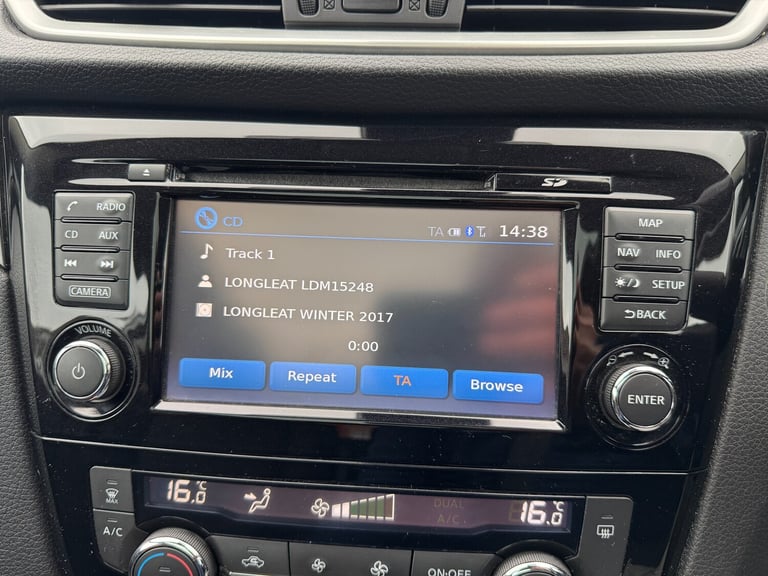 SD
RADIO
CD AUX
CAMERA
VOLUME
CD
TA 14:38
Track 1
LONGLEAT LDM15248
LONGLEAT WINTER 2017
0:00
Mix Repeat TA Browse
MAP
NAV INFO
SETUP
BACK
ENTER
MAX
A/C
16.0 °C
DUAL
A/C
16.0 °C
ON·OFF